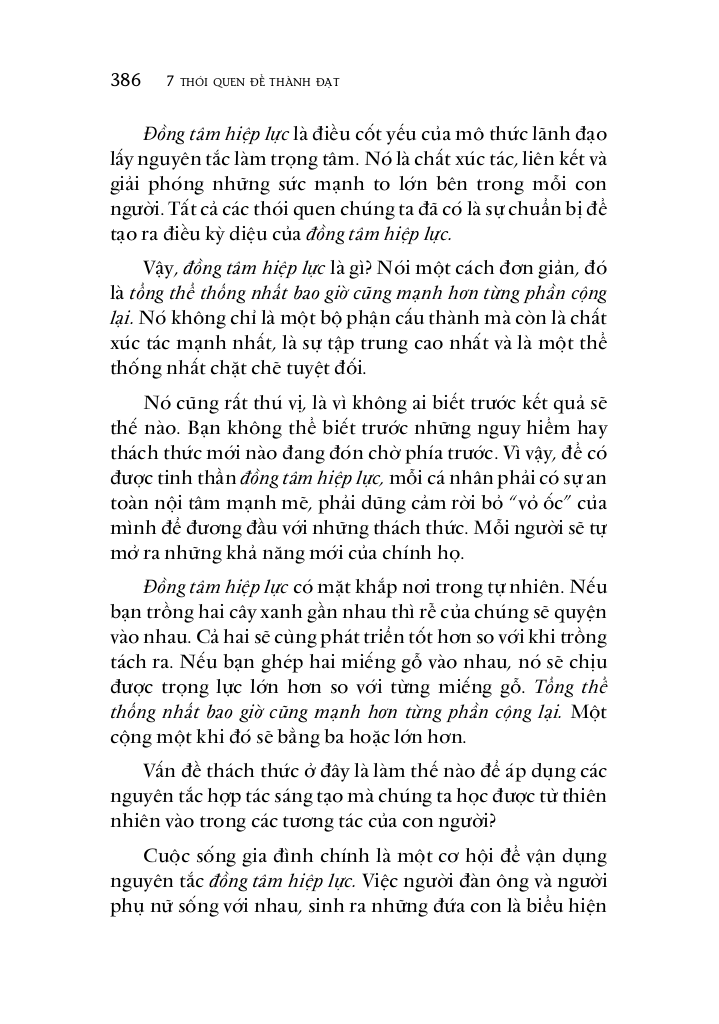 386 7 THÓI QUEN ĐỂ THÀNH ĐẠT
Đồng tâm hiệp lực là điều cốt yếu của mô thức lãnh đạo
lấy nguyên tắc làm trọng tâm. Nó là chất xúc tác, liên kết và
giải phóng những sức mạnh to lớn bên trong mỗi con
người. Tất cả các thói quen chúng ta đã có là sự chuẩn bị để
tạo ra điều kỳ diệu của đồng tâm hiệp lực.
Vậy, đồng tâm hiệp lực là gì? Nói một cách đơn giản, đó
là tổng thể thống nhất bao giờ cũng mạnh hơn từng phần cộng
lại. Nó không chỉ là một bộ phận cấu thành mà còn là chất
xúc tác mạnh nhất, là sự tập trung cao nhất và là một thể
thống nhất chặt chẽ tuyệt đối.
Nó cũng rất thú vị, là vì không ai biết trước kết quả sẽ
thế nào. Bạn không thể biết trước những nguy hiểm hay
thách thức mới nào đang đón chờ phía trước. Vì vậy, để có
được tinh thần đồng tâm hiệp lực, mỗi cá nhân phải có sự an
toàn nội tâm mạnh mẽ, phải dũng cảm rời bỏ “vỏ ốc” của
mình để đương đầu với những thách thức. Mỗi người sẽ tự
mở ra những khả năng mới của chính họ.
Đồng tâm hiệp lực có mặt khắp nơi trong tự nhiên. Nếu
bạn trồng hai cây xanh gần nhau thì rễ của chúng sẽ quyện
vào nhau. Cả hai sẽ cùng phát triển tốt hơn so với khi trồng
tách ra. Nếu bạn ghép hai miếng gỗ vào nhau, nó sẽ chịu
được trọng lực lớn hơn so với từng miếng gỗ. Tổng thể
thống nhất bao giờ cũng mạnh hơn từng phần cộng lại. Một
cộng một khi đó sẽ bằng ba hoặc lớn hơn.
Vấn đề thách thức ở đây là làm thế nào để áp dụng các
nguyên tắc hợp tác sáng tạo mà chúng ta học được từ thiên
nhiên vào trong các tương tác của con người?
Cuộc sống gia đình chính là một cơ hội để vận dụng
nguyên tắc đồng tâm hiệp lực. Việc người đàn ông và người
phụ nữ sống với nhau, sinh ra những đứa con là biểu hiện